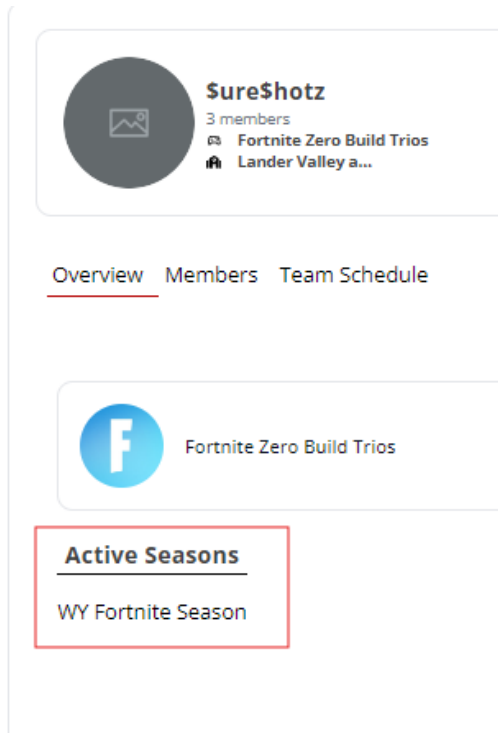 $ure$hotz
3 members
Fortnite Zero Build Trios
Lander Valley a...
Overview Members Team Schedule
F
Fortnite Zero Build Trios
Active Seasons
WY Fortnite Season